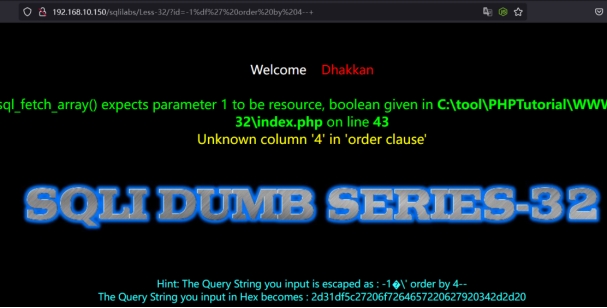 192.168.10.150/sqlilabs/Less-32/?id=-1%df%27%20order%20by%204--+
Welcome Dhakkan
sql_fetch_array() expects parameter 1 to be resource, boolean given in C:\tool\PHPTutorial\WWW
32\index.php on line 43
Unknown column '4' in 'order clause'
SQLI DUMB SERIES-32
Hint: The Query String you input is escaped as : -1�\' order by 4--
The Query String you input in Hex becomes : 2d31df5c27206f7264657220627920342d2d20